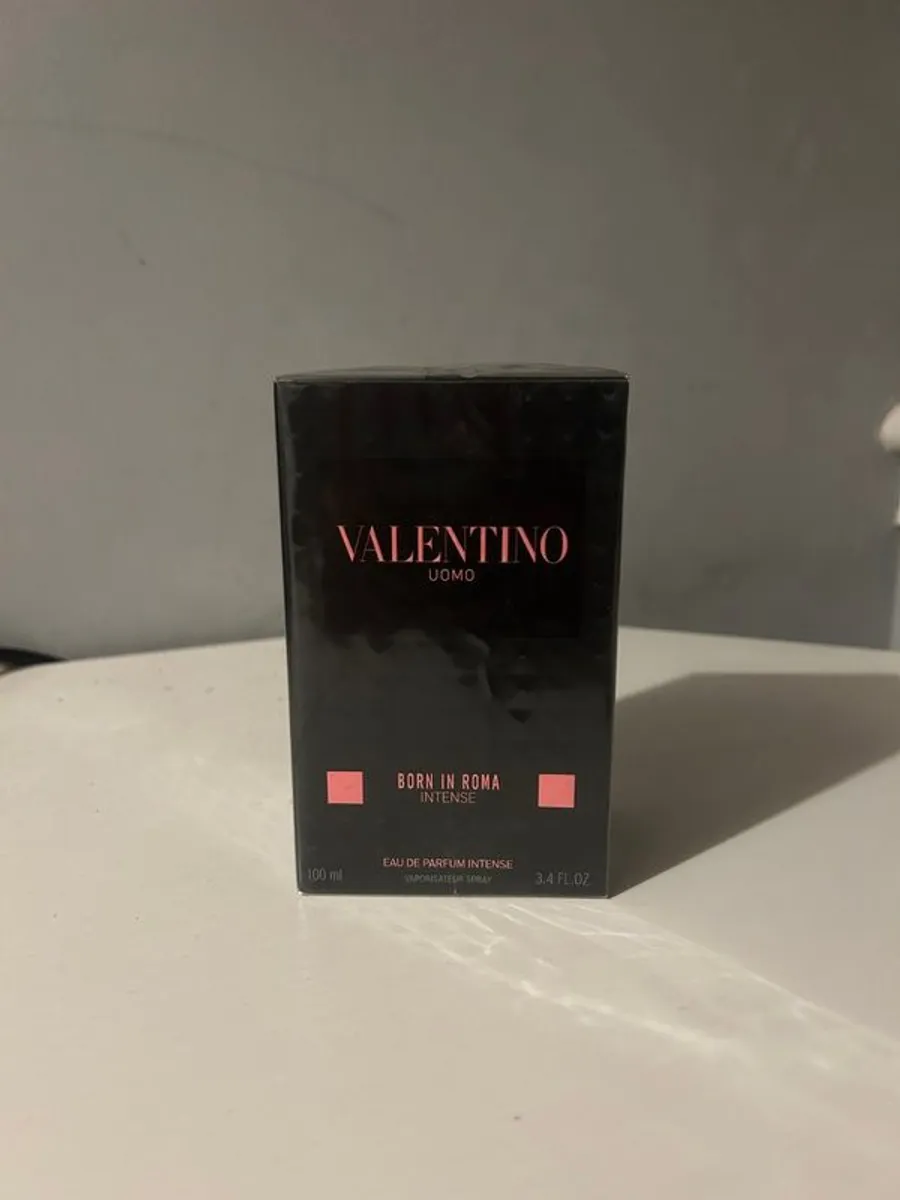 VALENTINO
UOMO
BORN IN ROMA
INTENSE
EAU DE PARFUM INTENSE
100 ml VAPORISATEUR SPRAY 3.4 FL.OZ